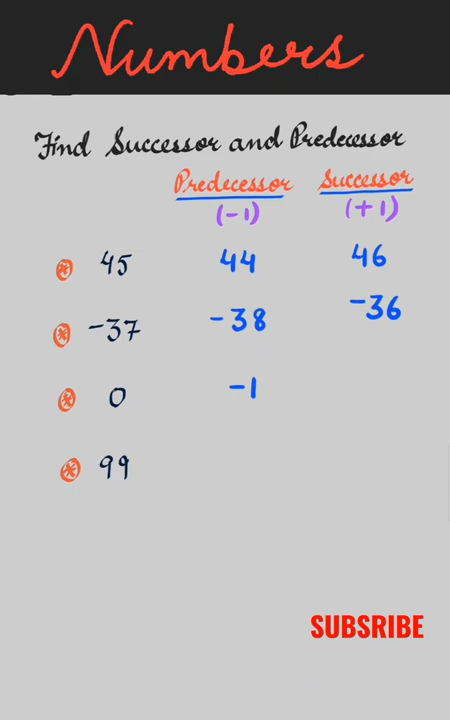 Numbers
Find Successor and Predecessor
Predecessor Successor
(-1) (+1)
45 44 46
-37 -38 -36
0 -1
99
SUBSRIBE